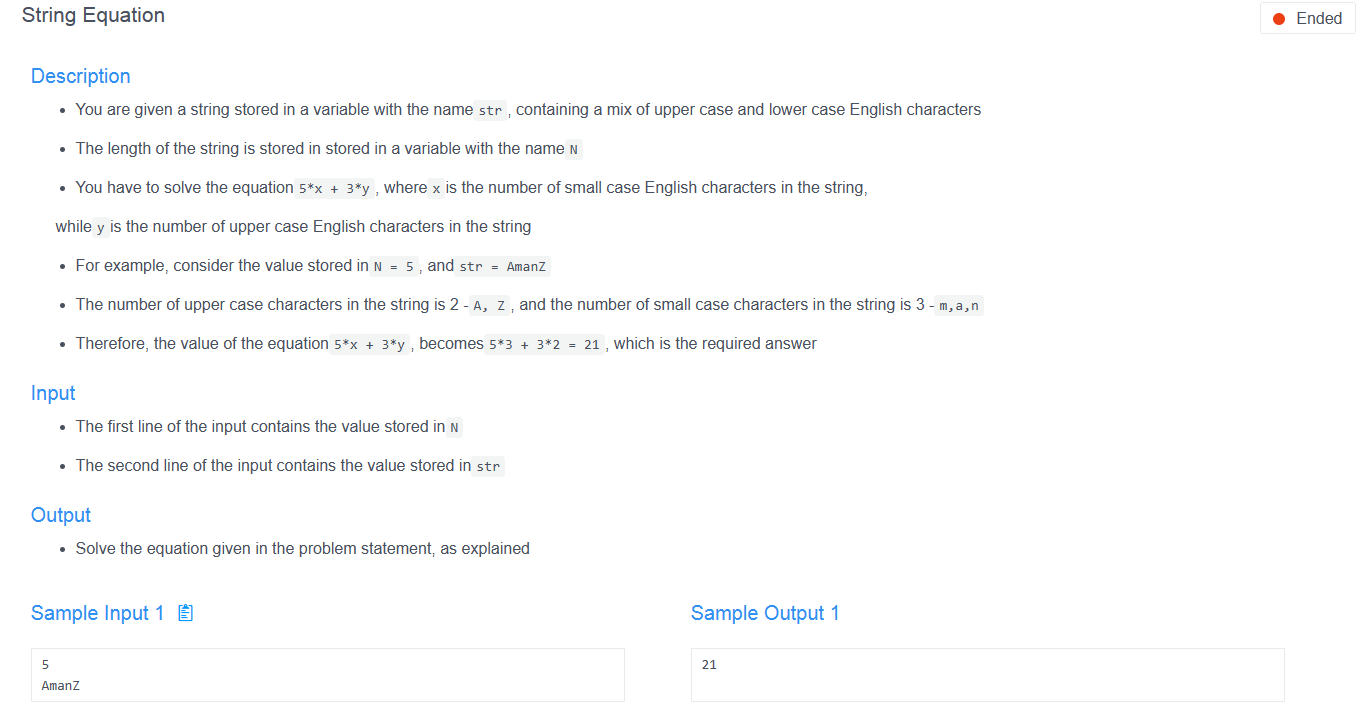 String Equation
Ended
Description
• You are given a string stored in a variable with the name str, containing a mix of upper case and lower case English characters
• The length of the string is stored in stored in a variable with the name N
• You have to solve the equation 5*x + 3*y, where x is the number of small case English characters in the string,
while y is the number of upper case English characters in the string
• For example, consider the value stored in N = 5, and str = AmanZ
• The number of upper case characters in the string is 2 - A, Z, and the number of small case characters in the string is 3 - m,a,n
• Therefore, the value of the equation 5*x + 3*y, becomes 5*3 + 3*2 = 21, which is the required answer
Input
• The first line of the input contains the value stored in N
• The second line of the input contains the value stored in str
Output
• Solve the equation given in the problem statement, as explained
Sample Input 1
Sample Output 1
5
AmanZ
21